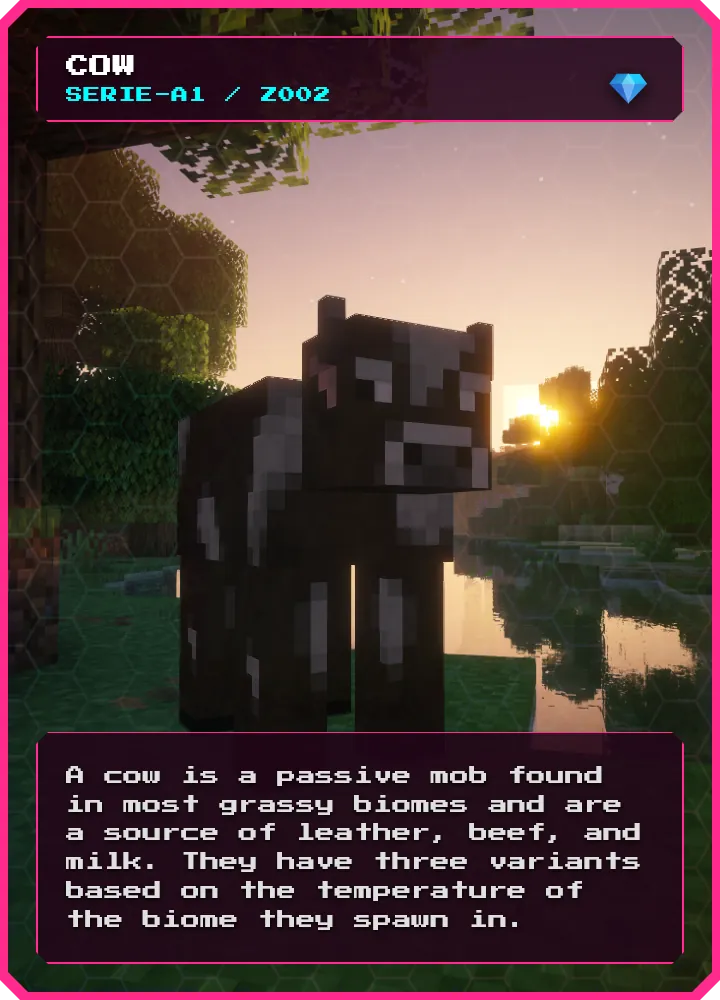 COW
SERIE-A1 / Z002
A cow is a passive mob found
in most grassy biomes and are
a source of leather, beef, and
milk. They have three variants
based on the temperature of
the biome they spawn in.